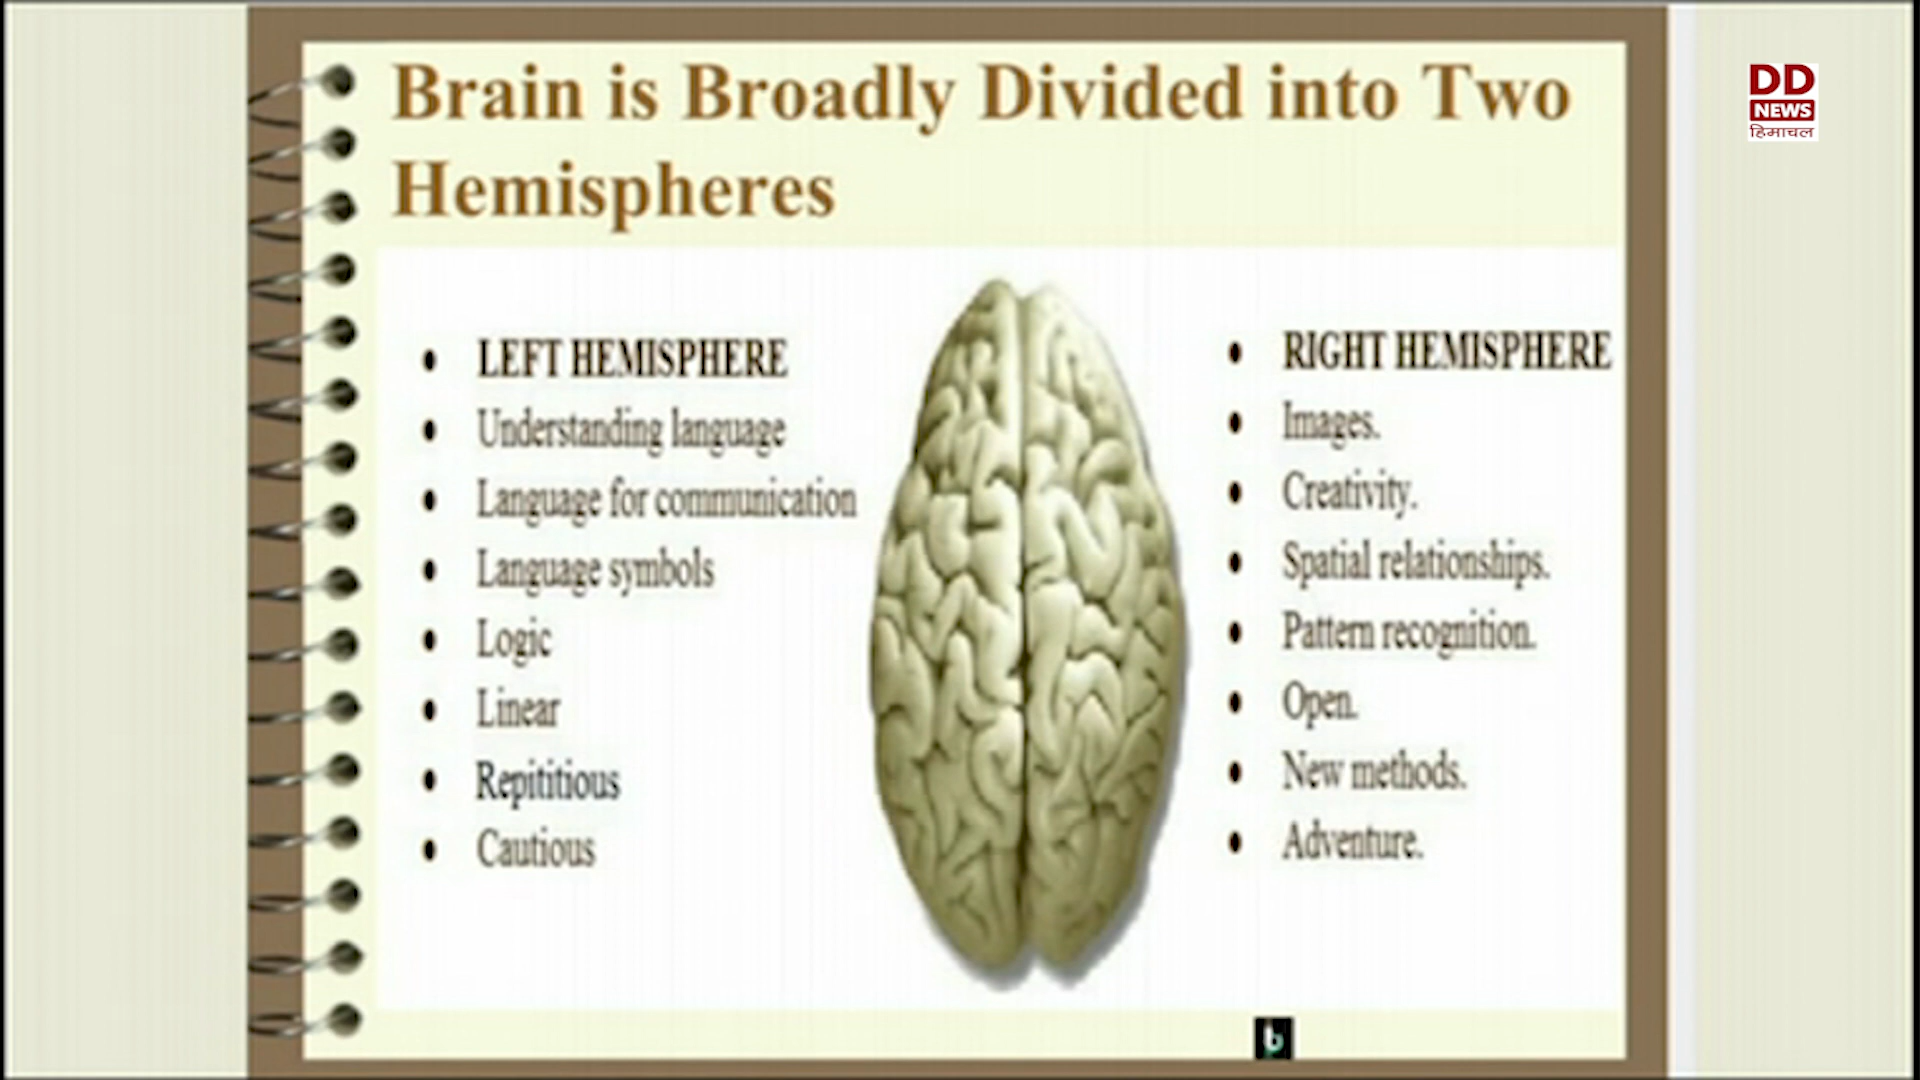 Brain is Broadly Divided into Two
Hemispheres
• LEFT HEMISPHERE
• Understanding language
• Language for communication
• Language symbols
• Logic
• Linear
• Repititious
• Cautious
• RIGHT HEMISPHERE
• Images.
• Creativity.
• Spatial relationships.
• Pattern recognition.
• Open.
• New methods.
• Adventure.
DD
NEWS
हिमाचल
b